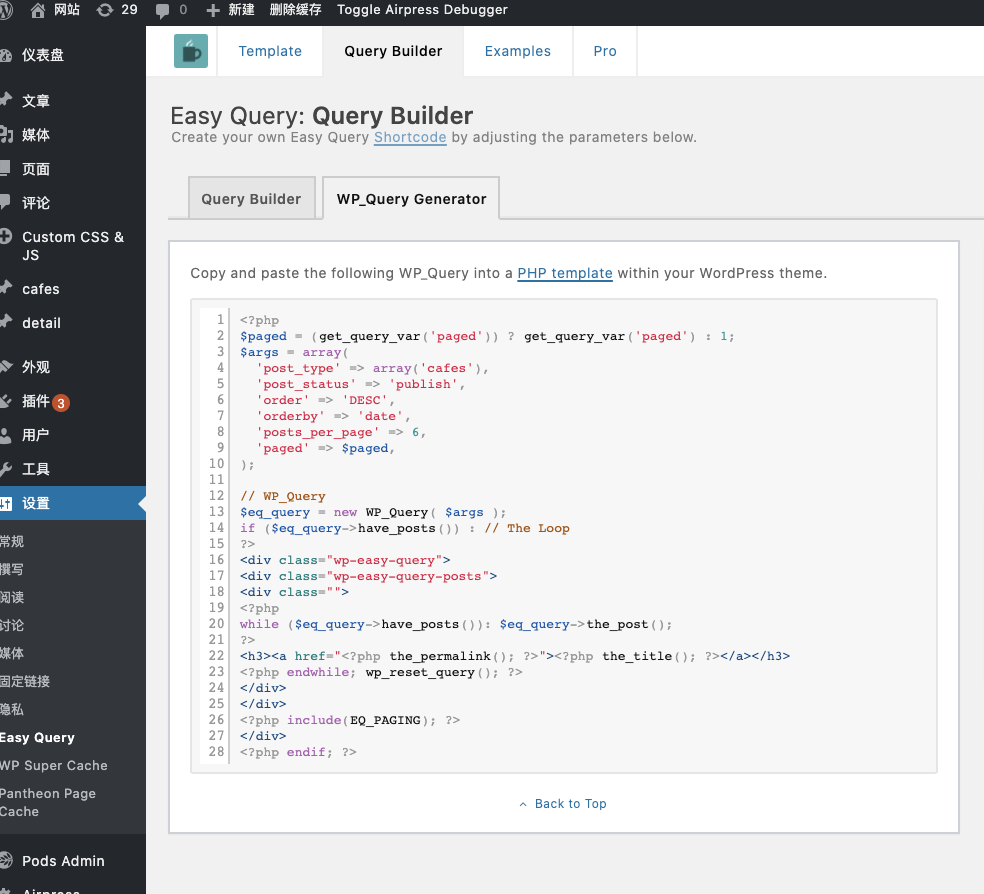 网站 29 0 新建 删除缓存 Toggle Airpress Debugger
仪表盘
文章
媒体
页面
评论
Custom CSS &
JS
cafes
detail
外观
插件 3
用户
工具
设置
常规
撰写
阅读
讨论
媒体
固定链接
隐私
Easy Query
WP Super Cache
Pantheon Page
Cache
Pods Admin
Airpress
Template Query Builder Examples Pro
Easy Query: Query Builder
Create your own Easy Query Shortcode by adjusting the parameters below.
Query Builder WP_Query Generator
Copy and paste the following WP_Query into a PHP template within your WordPress theme.
1 <?php
2 $paged = (get_query_var('paged')) ? get_query_var('paged') : 1;
3 $args = array(
4 'post_type' => array('cafes'),
5 'post_status' => 'publish',
6 'order' => 'DESC',
7 'orderby' => 'date',
8 'posts_per_page' => 6,
9 'paged' => $paged,
10 );
11
12 // WP_Query
13 $eq_query = new WP_Query( $args );
14 if ($eq_query->have_posts()) : // The Loop
15 ?>
16 <div class="wp-easy-query">
17 <div class="wp-easy-query-posts">
18 <div class="">
19 <?php
20 while ($eq_query->have_posts()): $eq_query->the_post();
21 ?>
22 <h3><a href="<?php the_permalink(); ?>"><?php the_title(); ?></a></h3>
23 <?php endwhile; wp_reset_query(); ?>
24 </div>
25 </div>
26 <?php include(EQ_PAGING); ?>
27 </div>
28 <?php endif; ?>
Back to Top